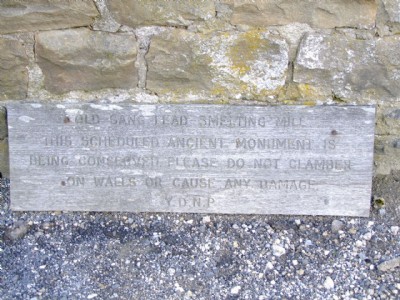 OLD GANG LEAD SMELTING MILL
THIS SCHEDULED ANCIENT MONUMENT IS
BEING CONSERVED. PLEASE DO NOT CLAMBER
ON WALLS OR CAUSE ANY DAMAGE
Y.D.N.P.